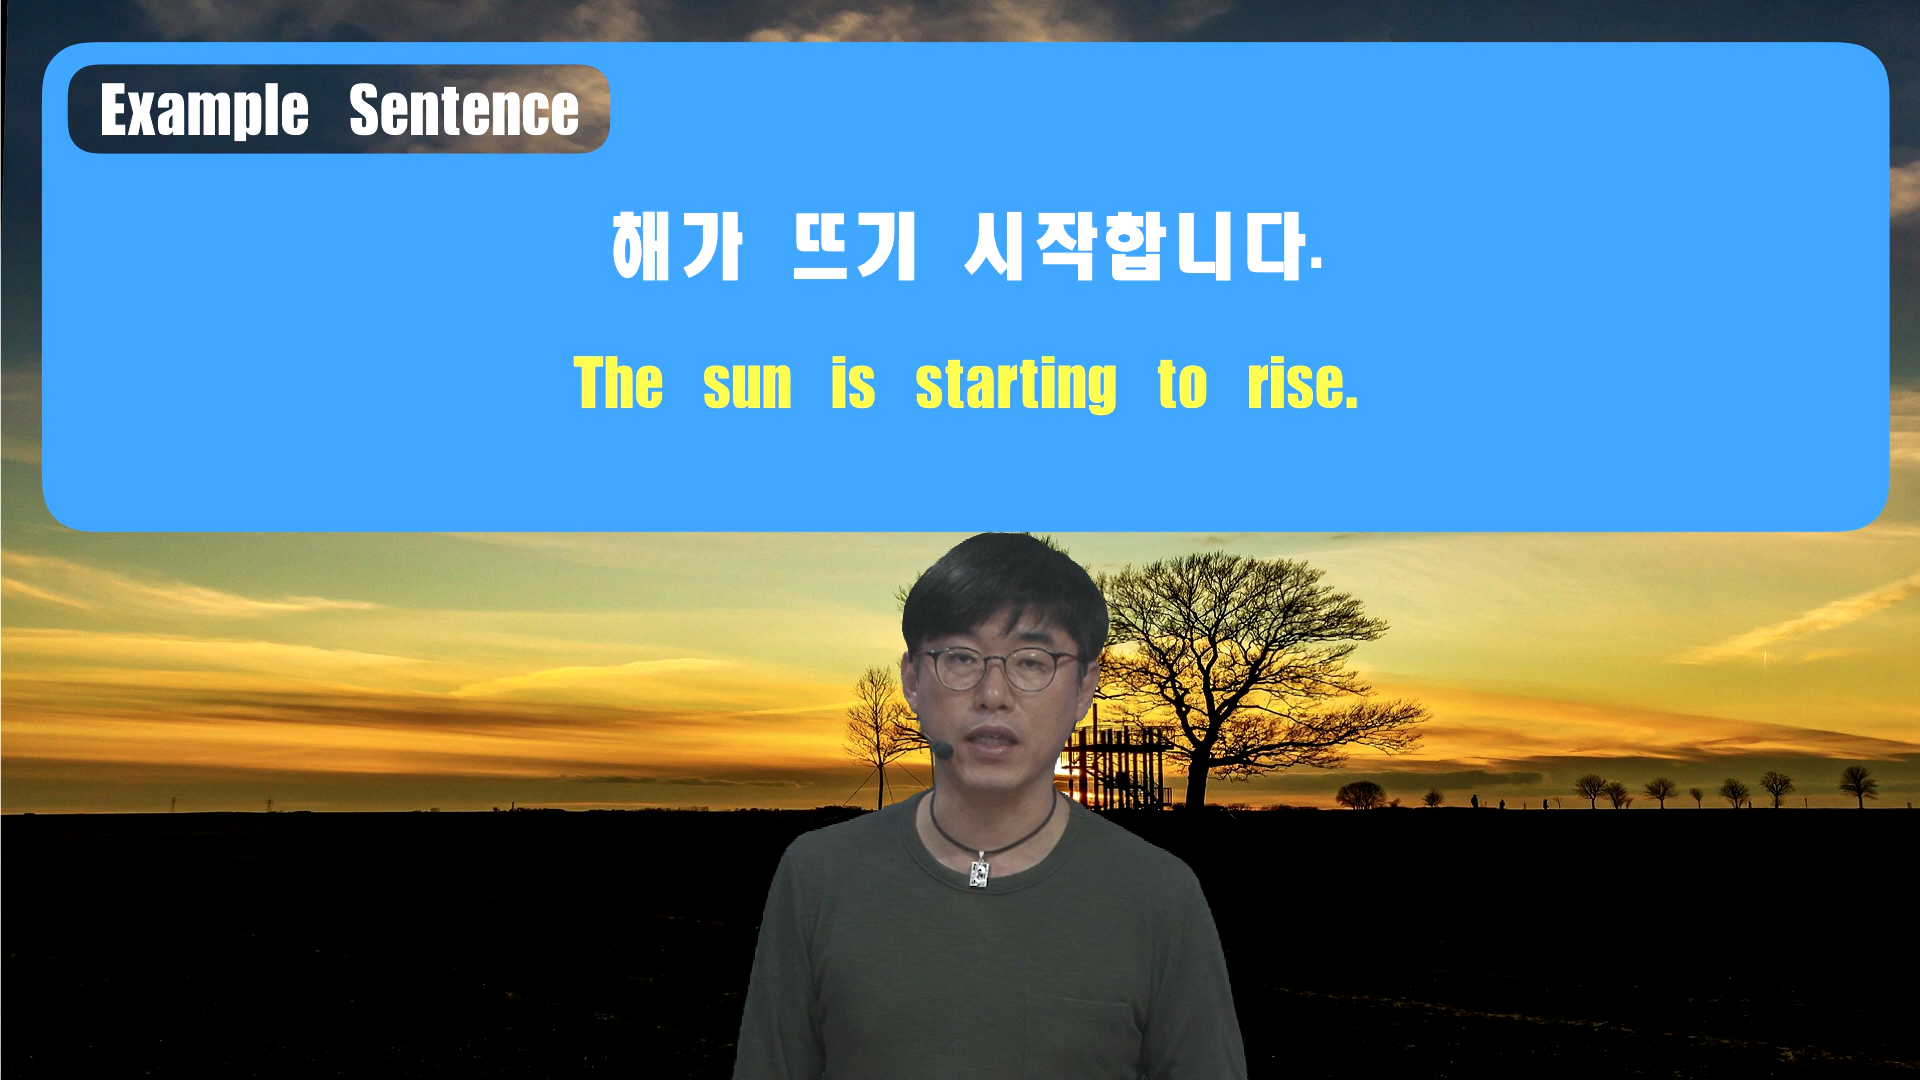 Example Sentence
해가 뜨기 시작합니다.
The sun is starting to rise.